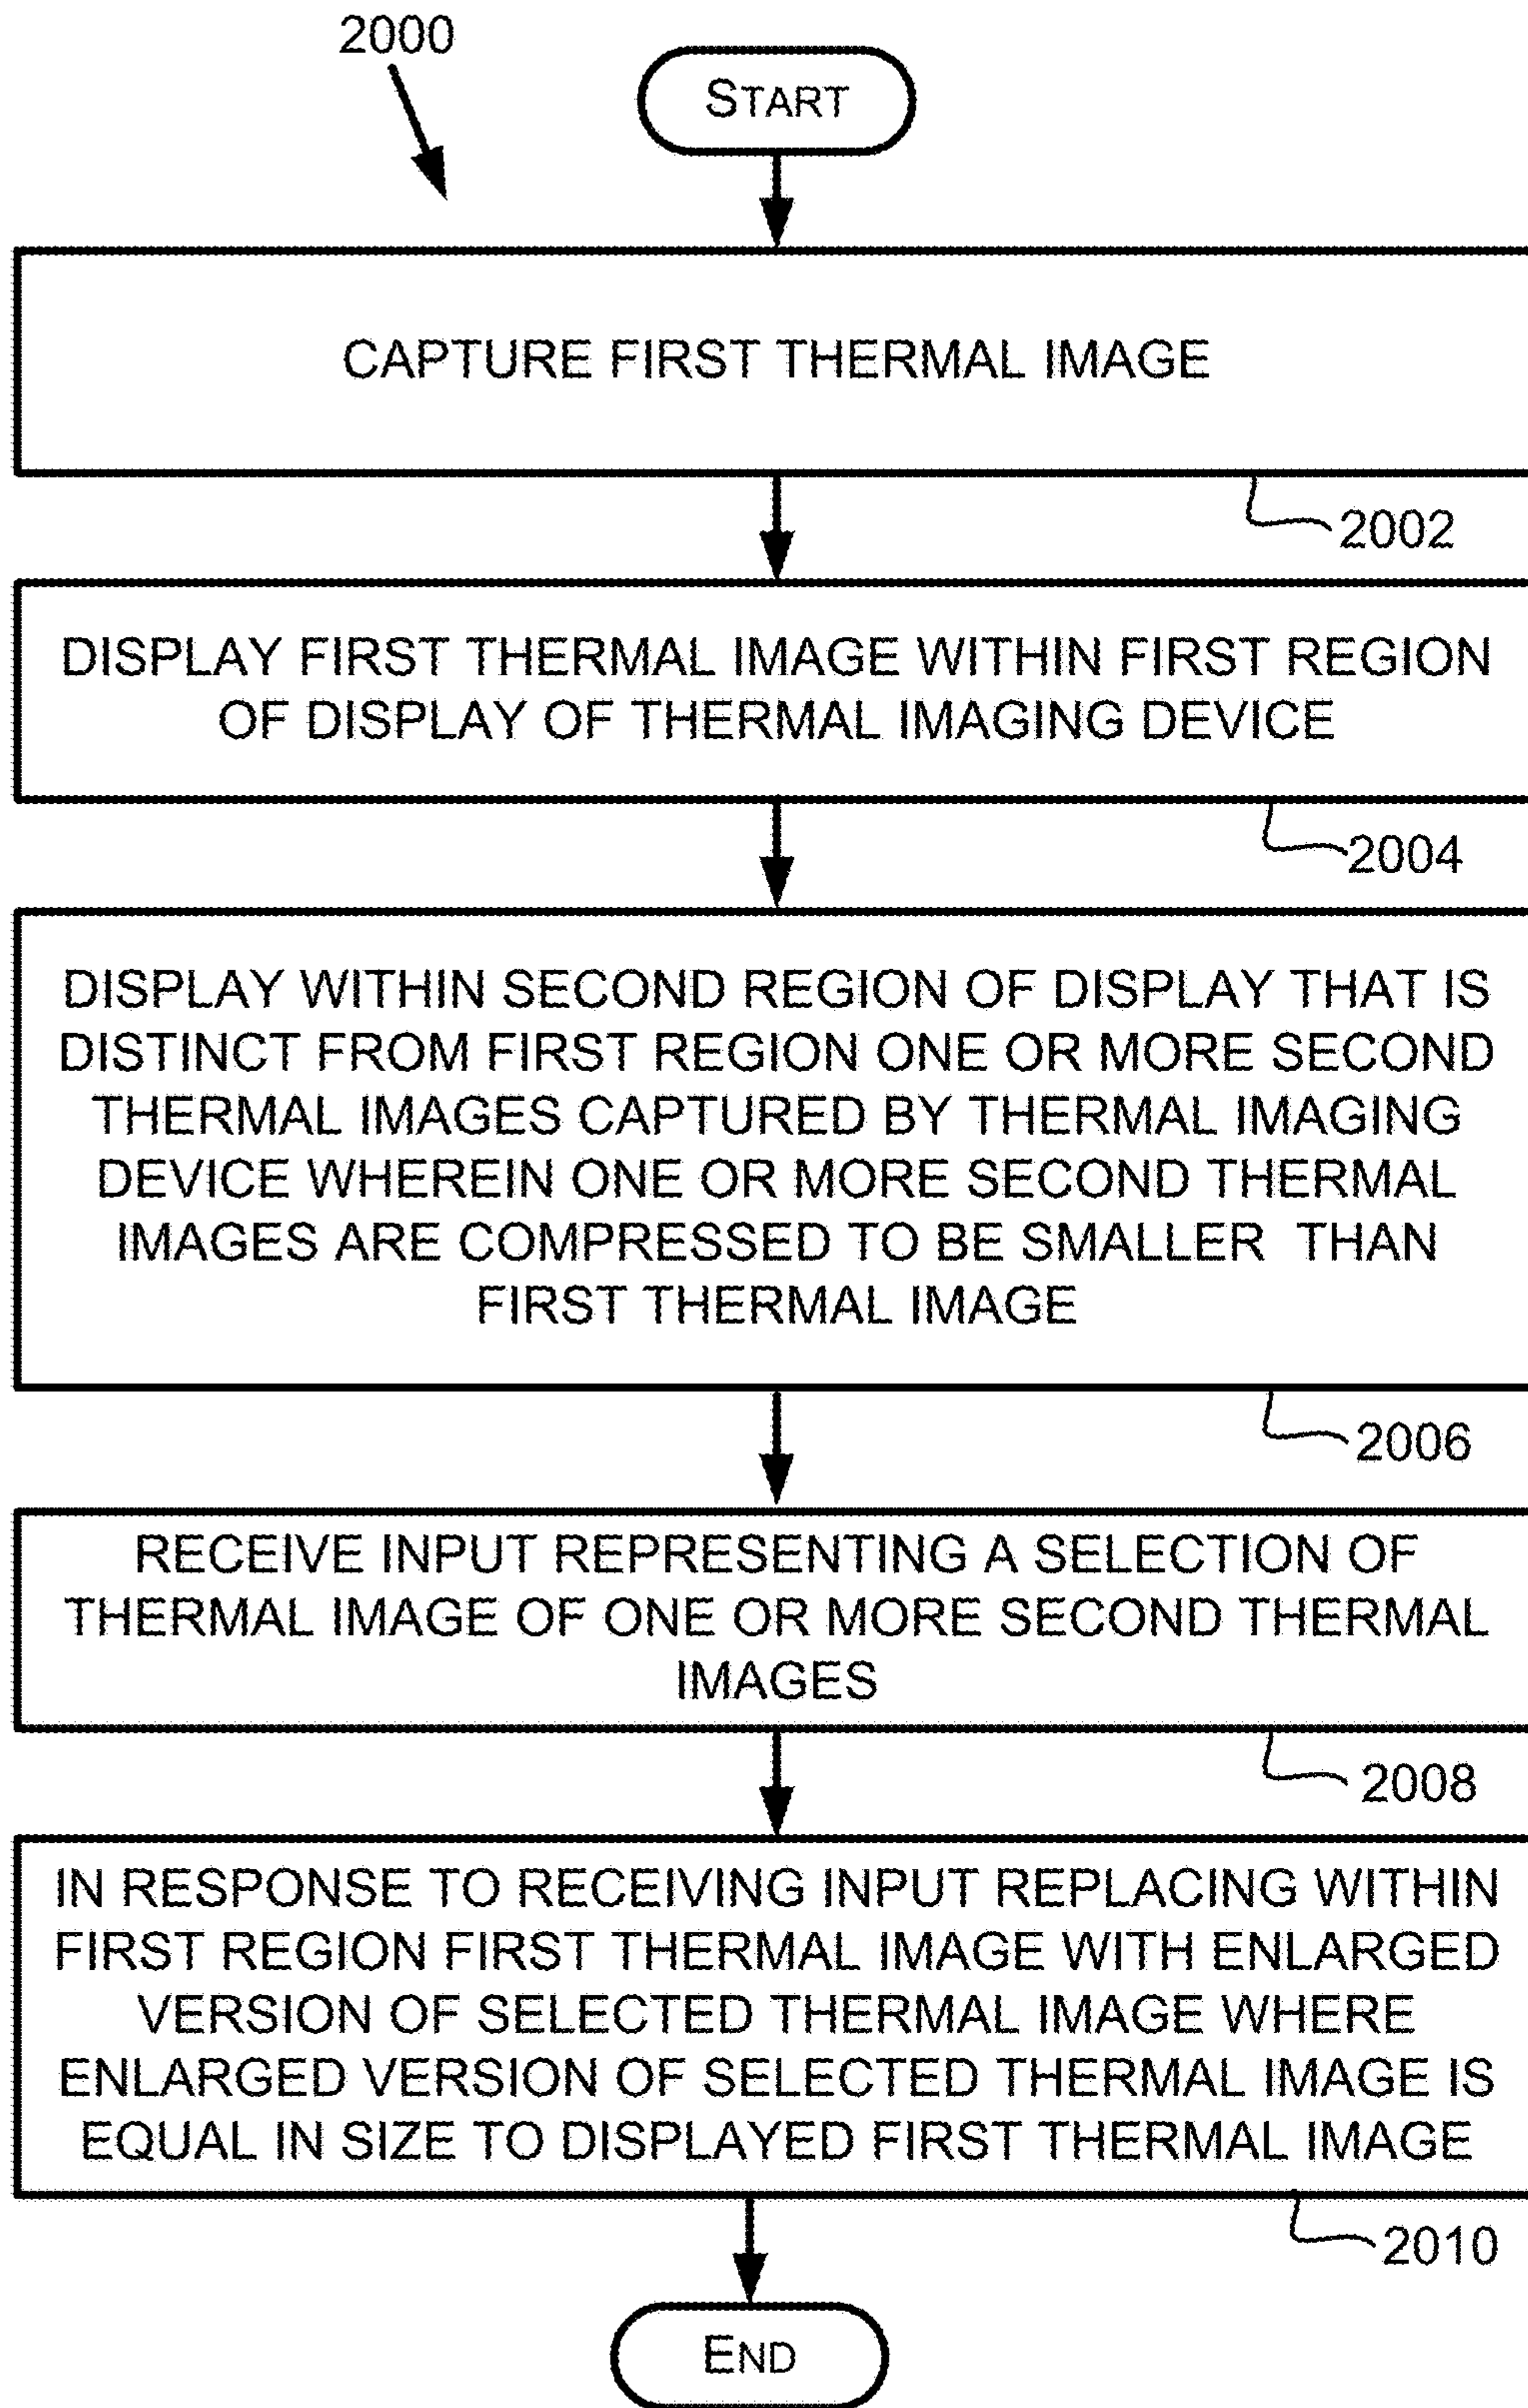 2000
START
CAPTURE FIRST THERMAL IMAGE
2002
DISPLAY FIRST THERMAL IMAGE WITHIN FIRST REGION
OF DISPLAY OF THERMAL IMAGING DEVICE
2004
DISPLAY WITHIN SECOND REGION OF DISPLAY THAT IS
DISTINCT FROM FIRST REGION ONE OR MORE SECOND
THERMAL IMAGES CAPTURED BY THERMAL IMAGING
DEVICE WHEREIN ONE OR MORE SECOND THERMAL
IMAGES ARE COMPRESSED TO BE SMALLER THAN
FIRST THERMAL IMAGE
2006
RECEIVE INPUT REPRESENTING A SELECTION OF
THERMAL IMAGE OF ONE OR MORE SECOND THERMAL
IMAGES
2008
IN RESPONSE TO RECEIVING INPUT REPLACING WITHIN
FIRST REGION FIRST THERMAL IMAGE WITH ENLARGED
VERSION OF SELECTED THERMAL IMAGE WHERE
ENLARGED VERSION OF SELECTED THERMAL IMAGE IS
EQUAL IN SIZE TO DISPLAYED FIRST THERMAL IMAGE
2010
END